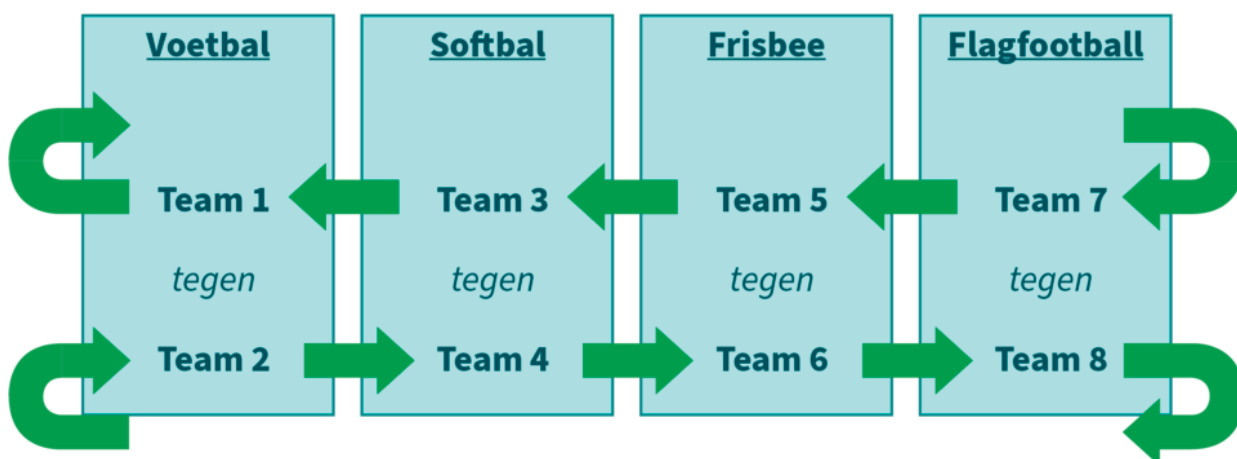 Voetbal
Softbal
Frisbee
Flagfootball
Team 1
Team 3
Team 5
Team 7
tegen
tegen
tegen
tegen
Team 2
Team 4
Team 6
Team 8